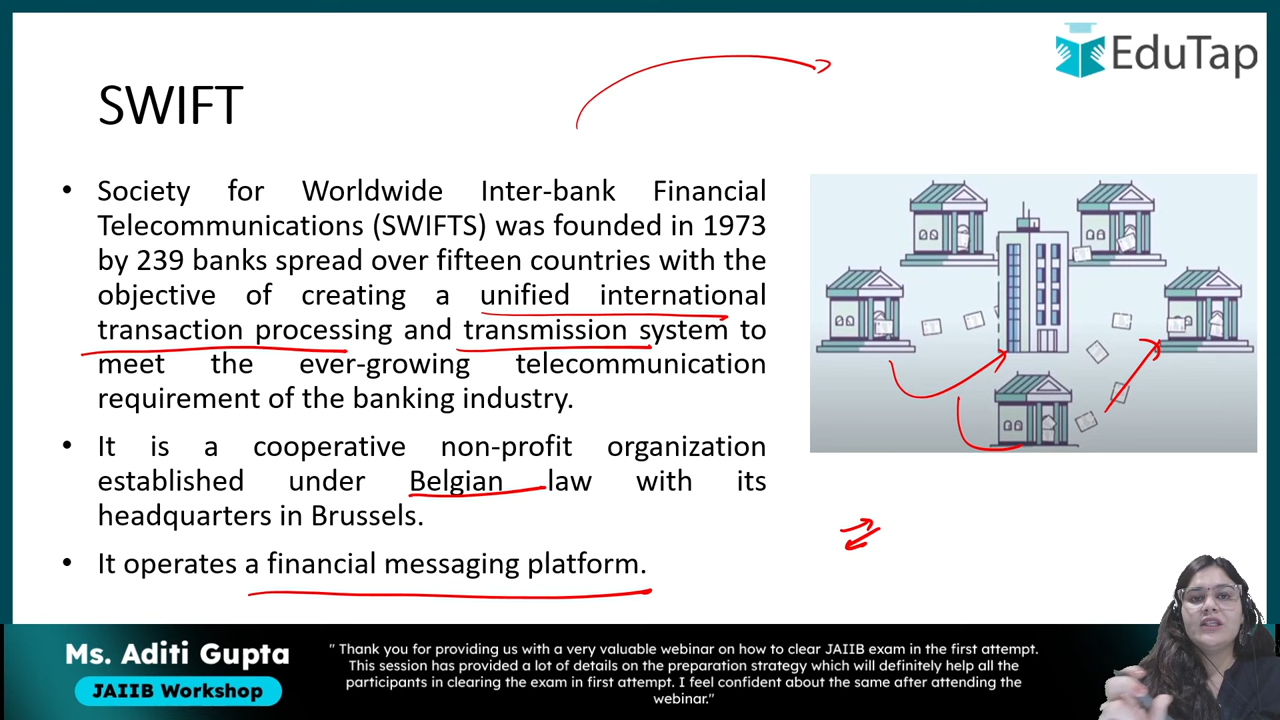 EduTap
SWIFT
• Society for Worldwide Inter-bank Financial
Telecommunications (SWIFTS) was founded in 1973
by 239 banks spread over fifteen countries with the
objective of creating a unified international
transaction processing and transmission system to
meet the ever-growing telecommunication
requirement of the banking industry.
• It is a cooperative non-profit organization
established under Belgian law with its
headquarters in Brussels.
• It operates a financial messaging platform.
Ms. Aditi Gupta
JAIIB Workshop
" Thank you for providing us with a very valuable webinar on how to clear JAIIB exam in the first attempt.
This session has provided a lot of details on the preparation strategy which will definitely help all the
participants in clearing the exam in first attempt. I feel confident about the same after attending the
webinar."